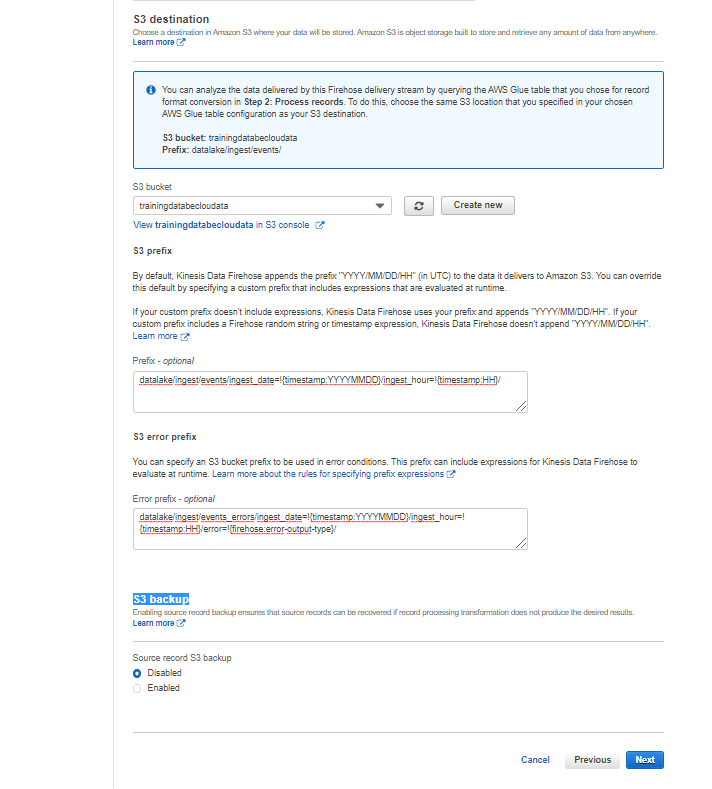 S3 destination
Choose a destination in Amazon S3 where your data will be stored. Amazon S3 is object storage built to store and retrieve any amount of data from anywhere.
Learn more
You can analyze the data delivered by this Firehose delivery stream by querying the AWS Glue table that you chose for record
format conversion in Step 2: Process records. To do this, choose the same S3 location that you specified in your chosen
AWS Glue table configuration as your S3 destination.
S3 bucket: trainingdatabecloudata
Prefix: datalake/ingest/events/
S3 bucket
trainingdatabecloudata
Create new
View trainingdatabecloudata in S3 console
S3 prefix
By default, Kinesis Data Firehose appends the prefix "YYYY/MM/DD/HH" (in UTC) to the data it delivers to Amazon S3. You can override
this default by specifying a custom prefix that includes expressions that are evaluated at runtime.
If your custom prefix doesn't include expressions, Kinesis Data Firehose uses your prefix and appends "YYYY/MM/DD/HH". If your
custom prefix includes a Firehose random string or timestamp expression, Kinesis Data Firehose doesn't append "YYYY/MM/DD/HH".
Learn more
Prefix - optional
datalake/ingest/events/ingest_date=!{timestamp:YYYYMMDD}/ingest_hour=!{timestamp:HH}/
S3 error prefix
You can specify an S3 bucket prefix to be used in error conditions. This prefix can include expressions for Kinesis Data Firehose to
evaluate at runtime. Learn more about the rules for specifying prefix expressions
Error prefix - optional
datalake/ingest/events_errors/ingest_date=!{timestamp:YYYYMMDD}/ingest_hour=!
{timestamp:HH}/error=!{firehose:error-output-type}/
S3 backup
Enabling source record backup ensures that source records can be recovered if record processing transformation does not produce the desired results.
Learn more
Source record S3 backup
Disabled
Enabled
Cancel Previous Next